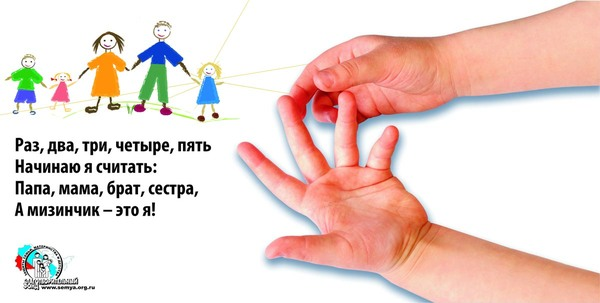 Раз, два, три, четыре, пять
Начинаю я считать:
Папа, мама, брат, сестра,
А мизинчик – это я!
www.semya.org.ru